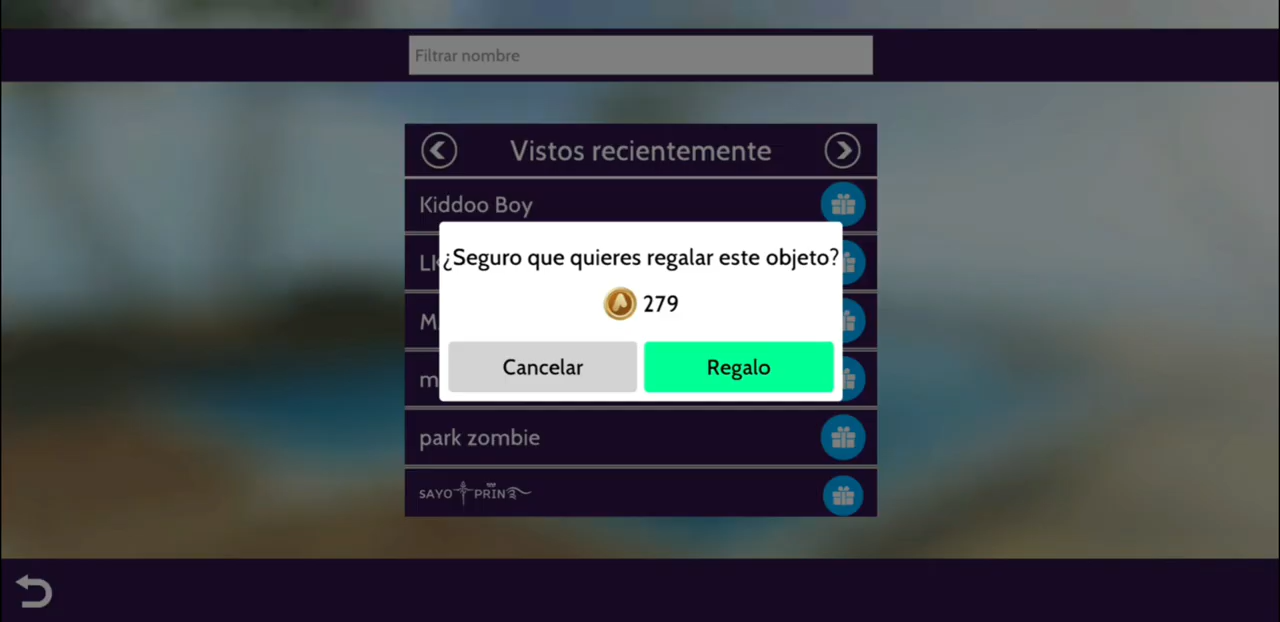 Filtrar nombre
Vistos recientemente
Kiddoo Boy
¿Seguro que quieres regalar este objeto?
279
Cancelar
Regalo
park zombie